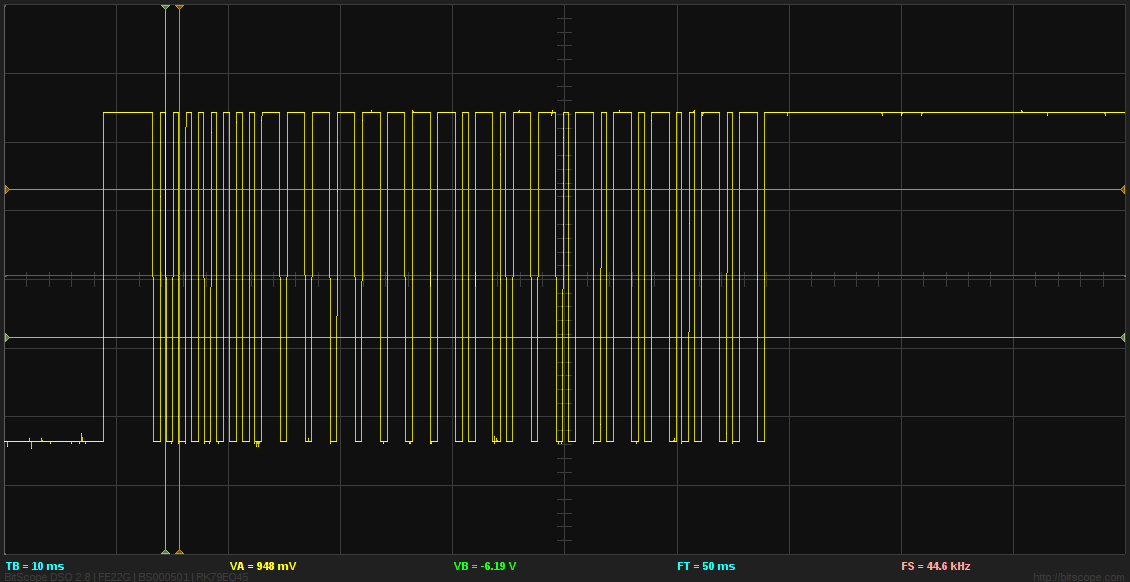 TB = 10 ms VA = 948 mV VB = -6.19 V FT = 50 ms FS = 44.6 kHz
BitScope DSO 2.8 | FE22G | BS000501 | PK79EQ45 http://bitscope.com